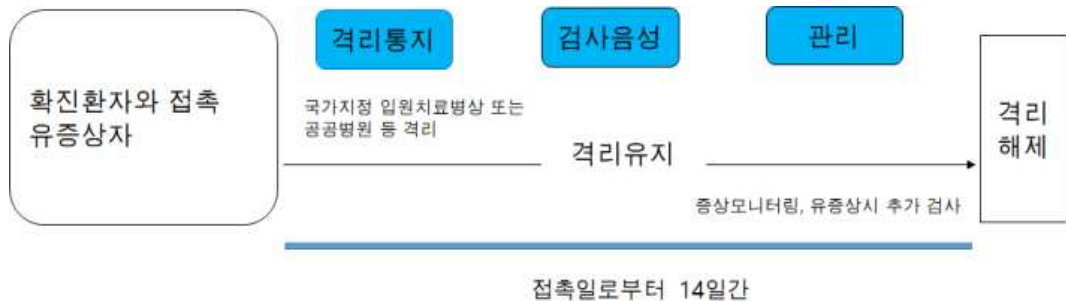 격리통지
검사음성
관리
확진환자와 접촉
유증상자
국가지정 입원치료병상 또는
공공병원 등 격리
격리유지
증상모니터링, 유증상시 추가 검사
격리
해제
접촉일로부터 14일간